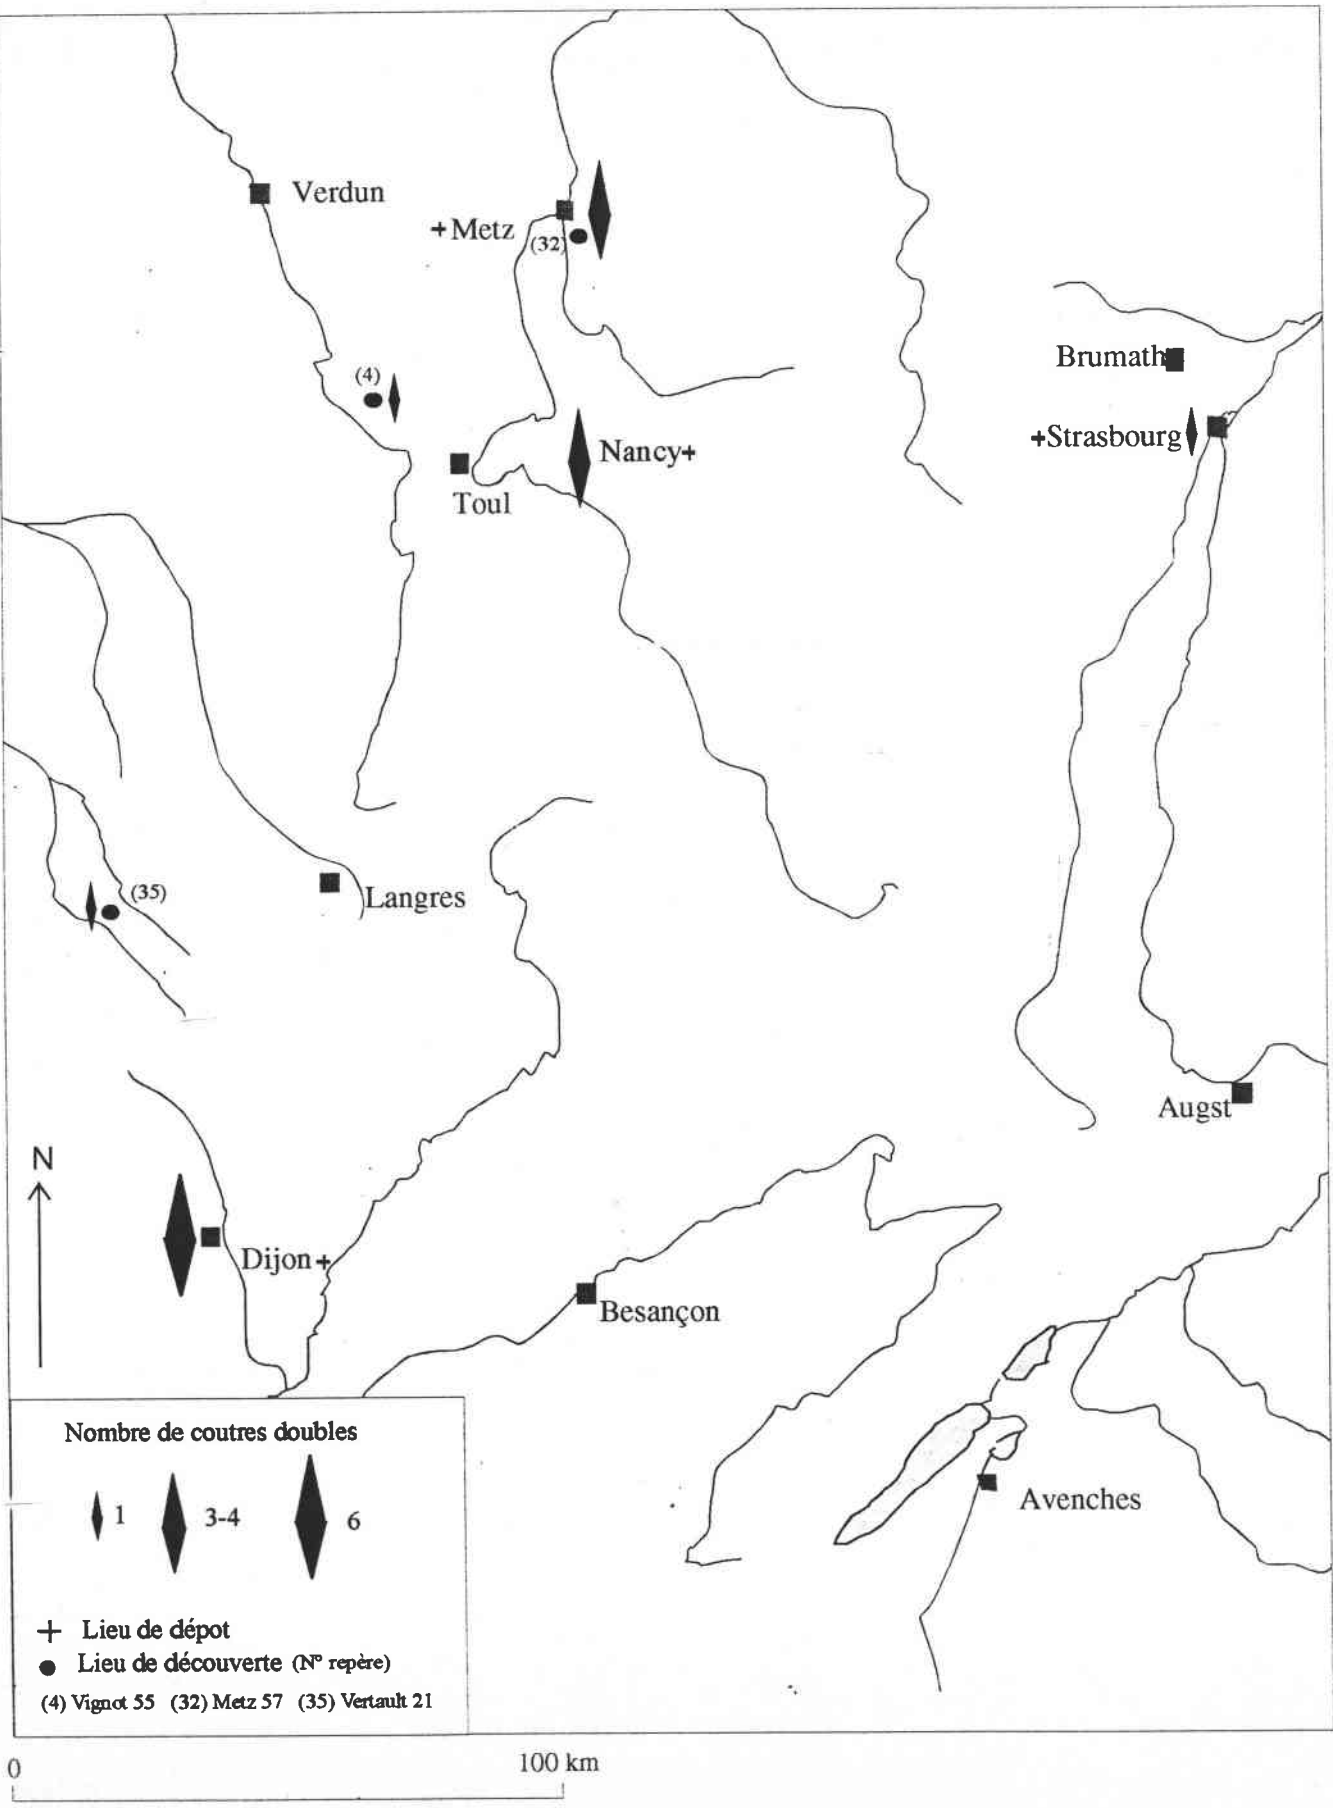 Verdun
+Metz
(32)
(4)
Brumath
+Strasbourg
Nancy+
Toul
(35)
Langres
Augst
N
Dijon+
Besançon
Avenches
Nombre de coutres doubles
1 3-4 6
+ Lieu de dépot
● Lieu de découverte (N° repère)
(4) Vignot 55 (32) Metz 57 (35) Vertault 21
0 100 km